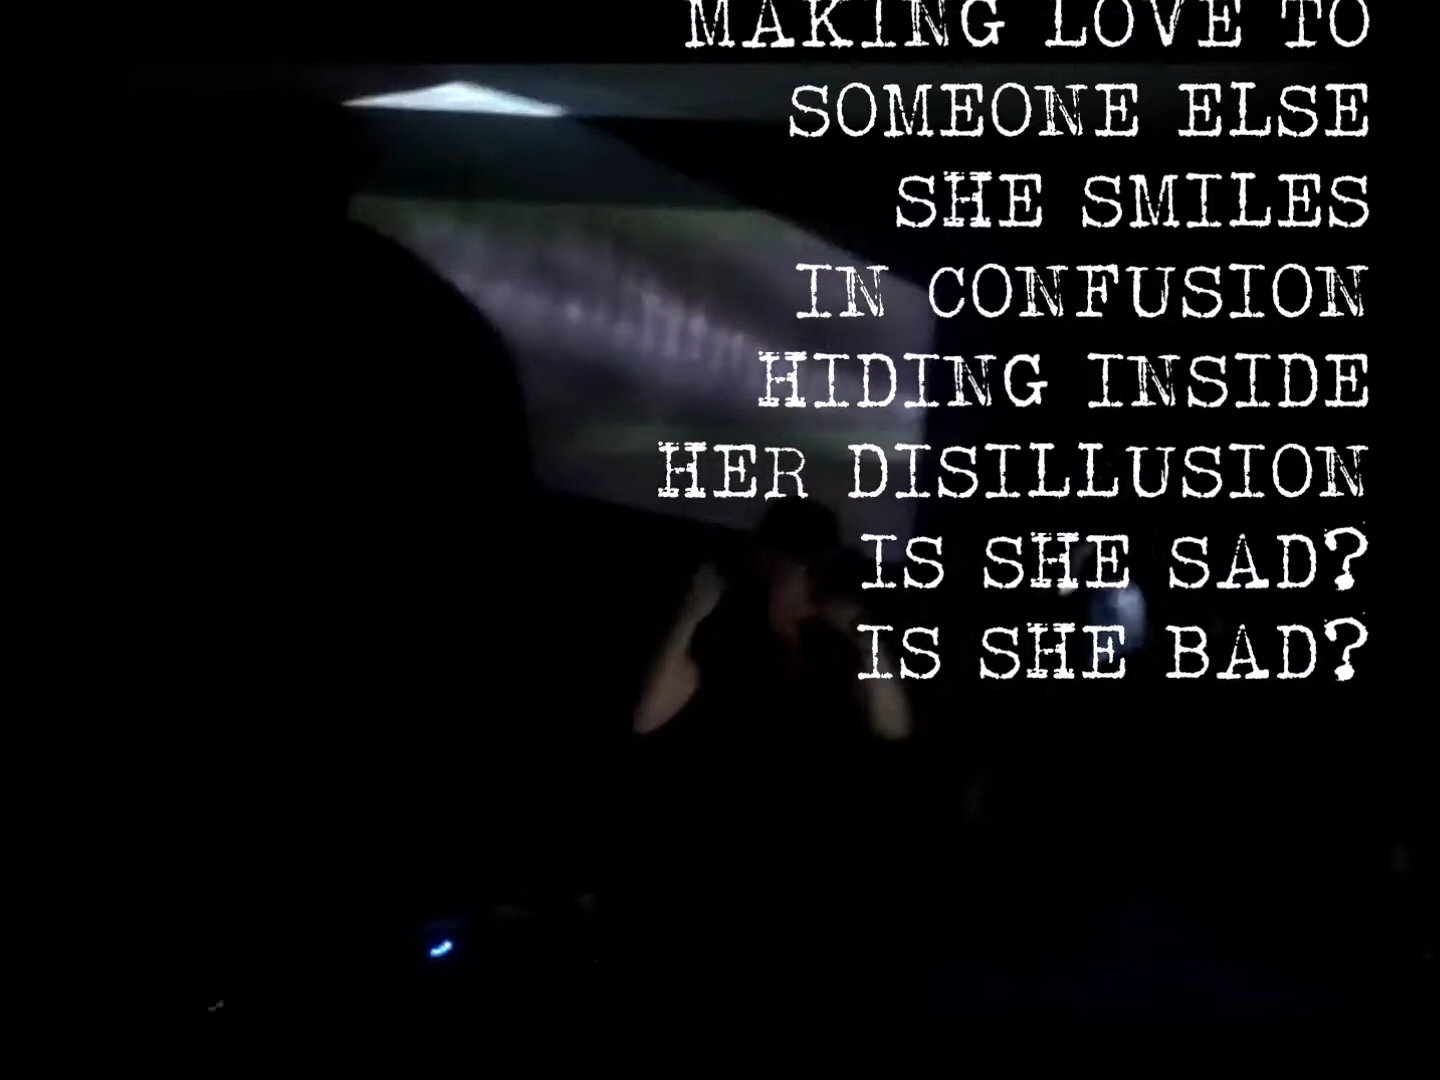 MAKING LOVE TO
SOMEONE ELSE
SHE SMILES
IN CONFUSION
HIDING INSIDE
HER DISILLUSION
IS SHE SAD?
IS SHE BAD?